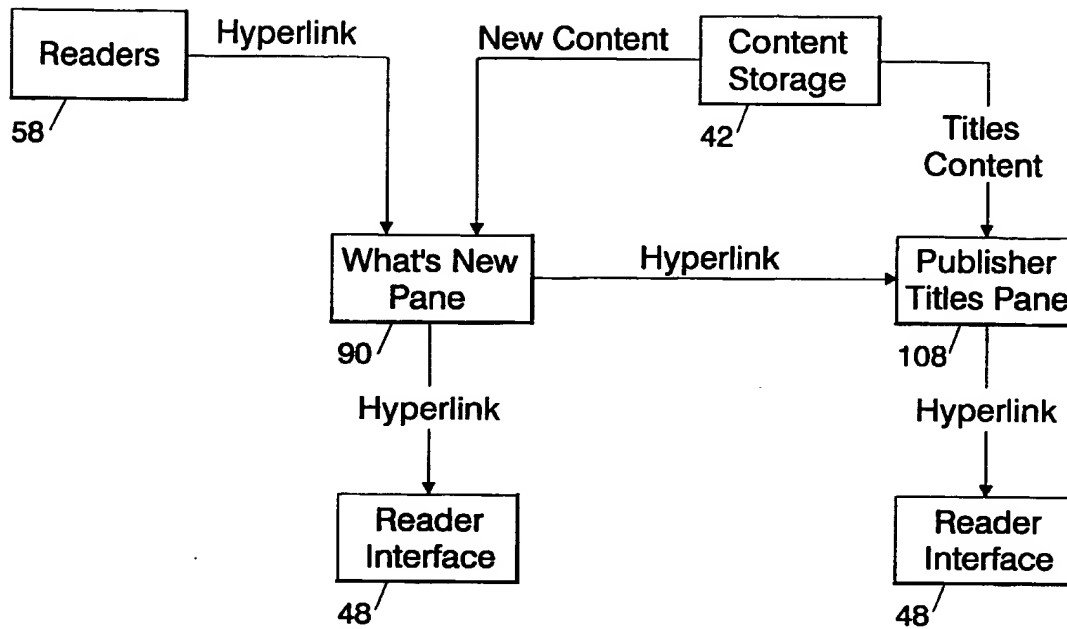 Readers
Hyperlink
New Content
Content
Storage
58
42
Titles
Content
What's New
Pane
Hyperlink
Publisher
Titles Pane
90
108
Hyperlink
Hyperlink
Reader
Interface
Reader
Interface
48
48